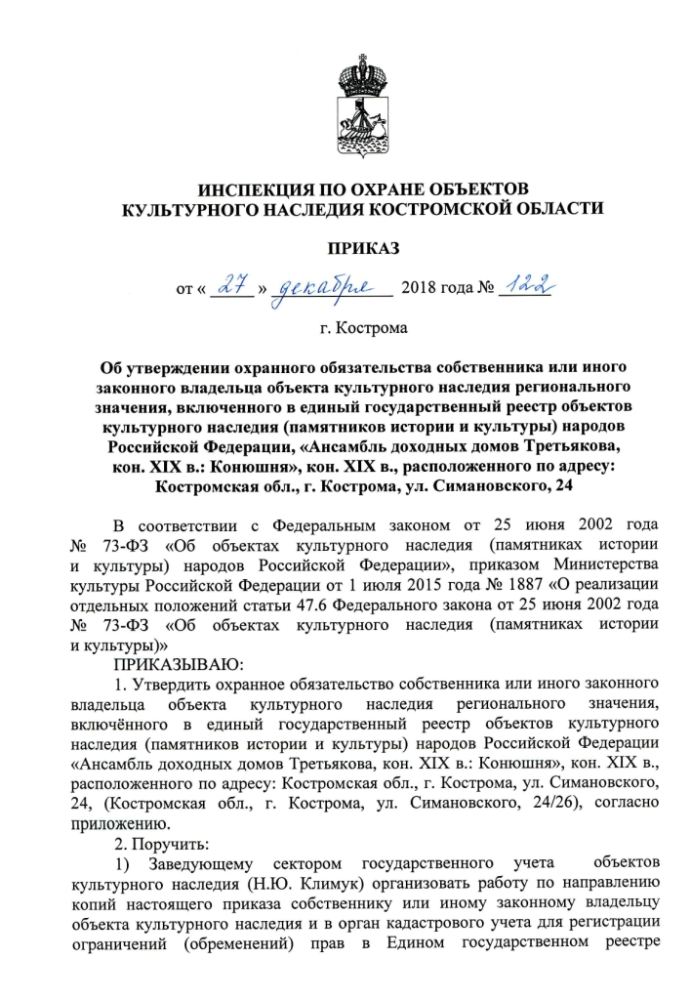 ИНСПЕКЦИЯ ПО ОХРАНЕ ОБЪЕКТОВ
КУЛЬТУРНОГО НАСЛЕДИЯ КОСТРОМСКОЙ ОБЛАСТИ
ПРИКАЗ
от « 27 » декабря 2018 года № 122
г. Кострома
Об утверждении охранного обязательства собственника или иного
законного владельца объекта культурного наследия регионального
значения, включенного в единый государственный реестр объектов
культурного наследия (памятников истории и культуры) народов
Российской Федерации, «Ансамбль доходных домов Третьякова,
кон. XIX в.: Конюшня», кон. XIX в., расположенного по адресу:
Костромская обл., г. Кострома, ул. Симановского, 24
В соответствии с Федеральным законом от 25 июня 2002 года
№ 73-ФЗ «Об объектах культурного наследия (памятниках истории
и культуры) народов Российской Федерации», приказом Министерства
культуры Российской Федерации от 1 июля 2015 года № 1887 «О реализации
отдельных положений статьи 47.6 Федерального закона от 25 июня 2002 года
№ 73-ФЗ «Об объектах культурного наследия (памятниках истории
и культуры)»
ПРИКАЗЫВАЮ:
1. Утвердить охранное обязательство собственника или иного законного
владельца объекта культурного наследия регионального значения,
включённого в единый государственный реестр объектов культурного
наследия (памятников истории и культуры) народов Российской Федерации
«Ансамбль доходных домов Третьякова, кон. XIX в.: Конюшня», кон. XIX в.,
расположенного по адресу: Костромская обл., г. Кострома, ул. Симановского,
24, (Костромская обл., г. Кострома, ул. Симановского, 24/26), согласно
приложению.
2. Поручить:
1) Заведующему сектором государственного учета объектов
культурного наследия (Н.Ю. Климук) организовать работу по направлению
копий настоящего приказа собственнику или иному законному владельцу
объекта культурного наследия и в орган кадастрового учета для регистрации
ограничений (обременений) прав в Едином государственном реестре